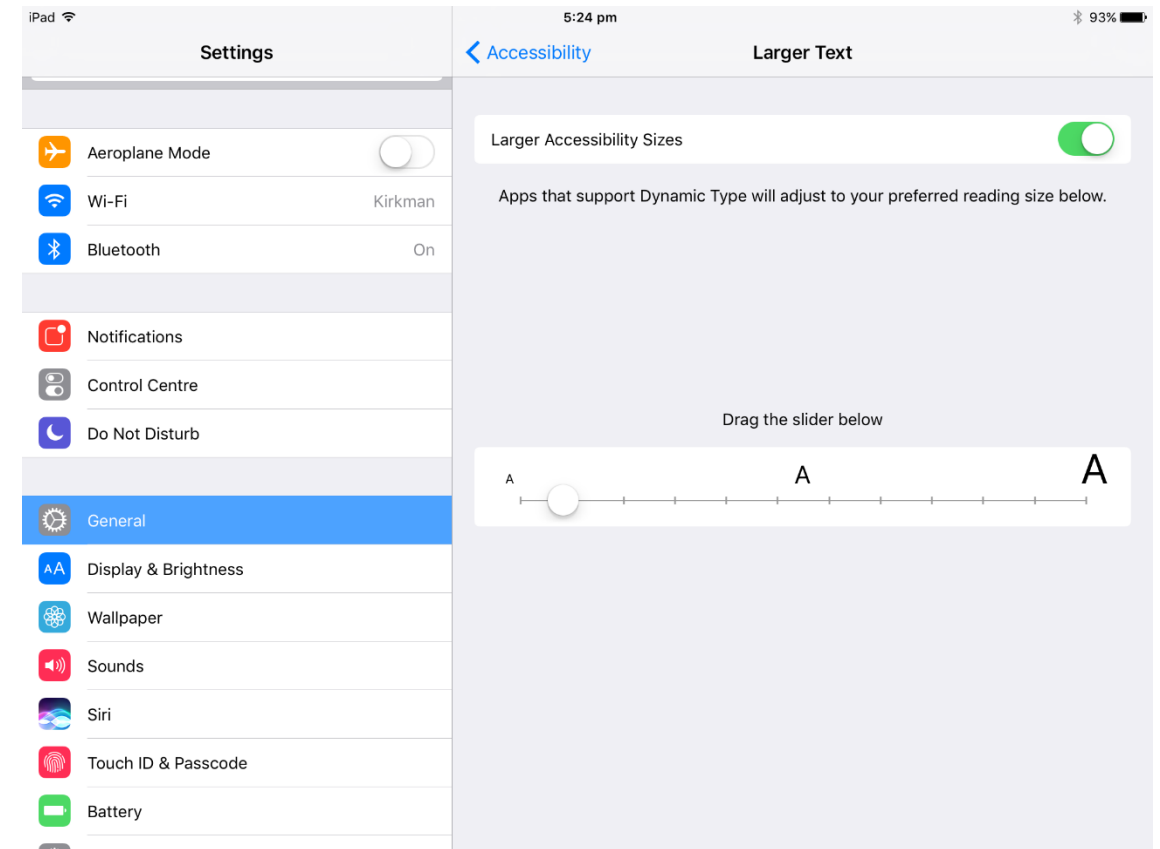 iPad 5:24 pm 93%
Settings
Accessibility Larger Text
Aeroplane Mode
Wi-Fi Kirkman
Bluetooth On
Notifications
Control Centre
Do Not Disturb
General
AA Display & Brightness
Wallpaper
Sounds
Siri
Touch ID & Passcode
Battery
Larger Accessibility Sizes
Apps that support Dynamic Type will adjust to your preferred reading size below.
Drag the slider below
A A A